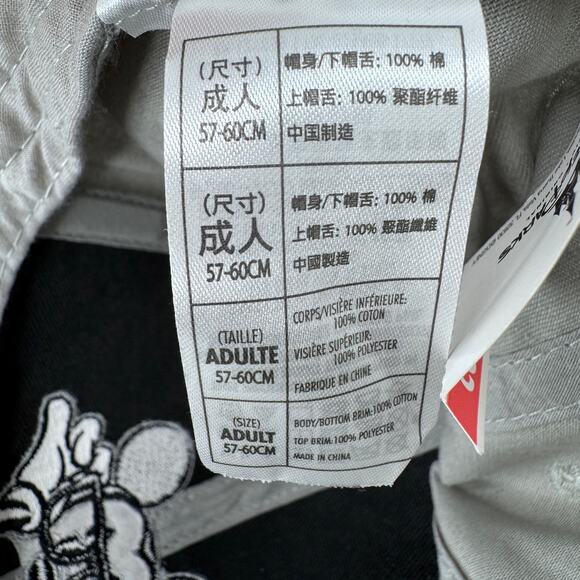 (尺寸)
成人
57-60CM
帽身/下帽舌: 100% 棉
上帽舌: 100% 聚酯纤维
中国制造
(尺寸)
成人
57-60CM
帽身/下帽舌: 100% 棉
上帽舌: 100% 聚酯纖維
中國製造
(TAILLE)
ADULTE
57-60CM
CORPS/VISIÈRE INFÉRIEURE:
100% COTON
VISIÈRE SUPÉRIEUR:
100% POLYESTER
FABRIQUE EN CHINE
(SIZE)
ADULT
57-60CM
BODY/BOTTOM BRIM:100% COTTON
TOP BRIM:100% POLYESTER
MADE IN CHINA
PARKS